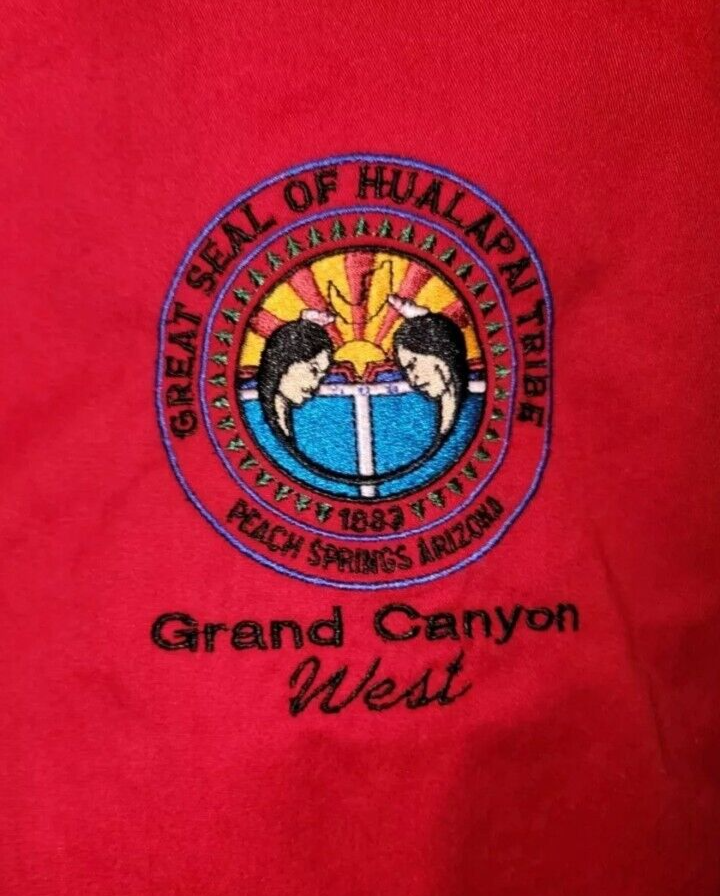 GREAT SEAL OF HUALAPAI TRIBE
1883
PEACH SPRINGS ARIZONA
Grand Canyon
West